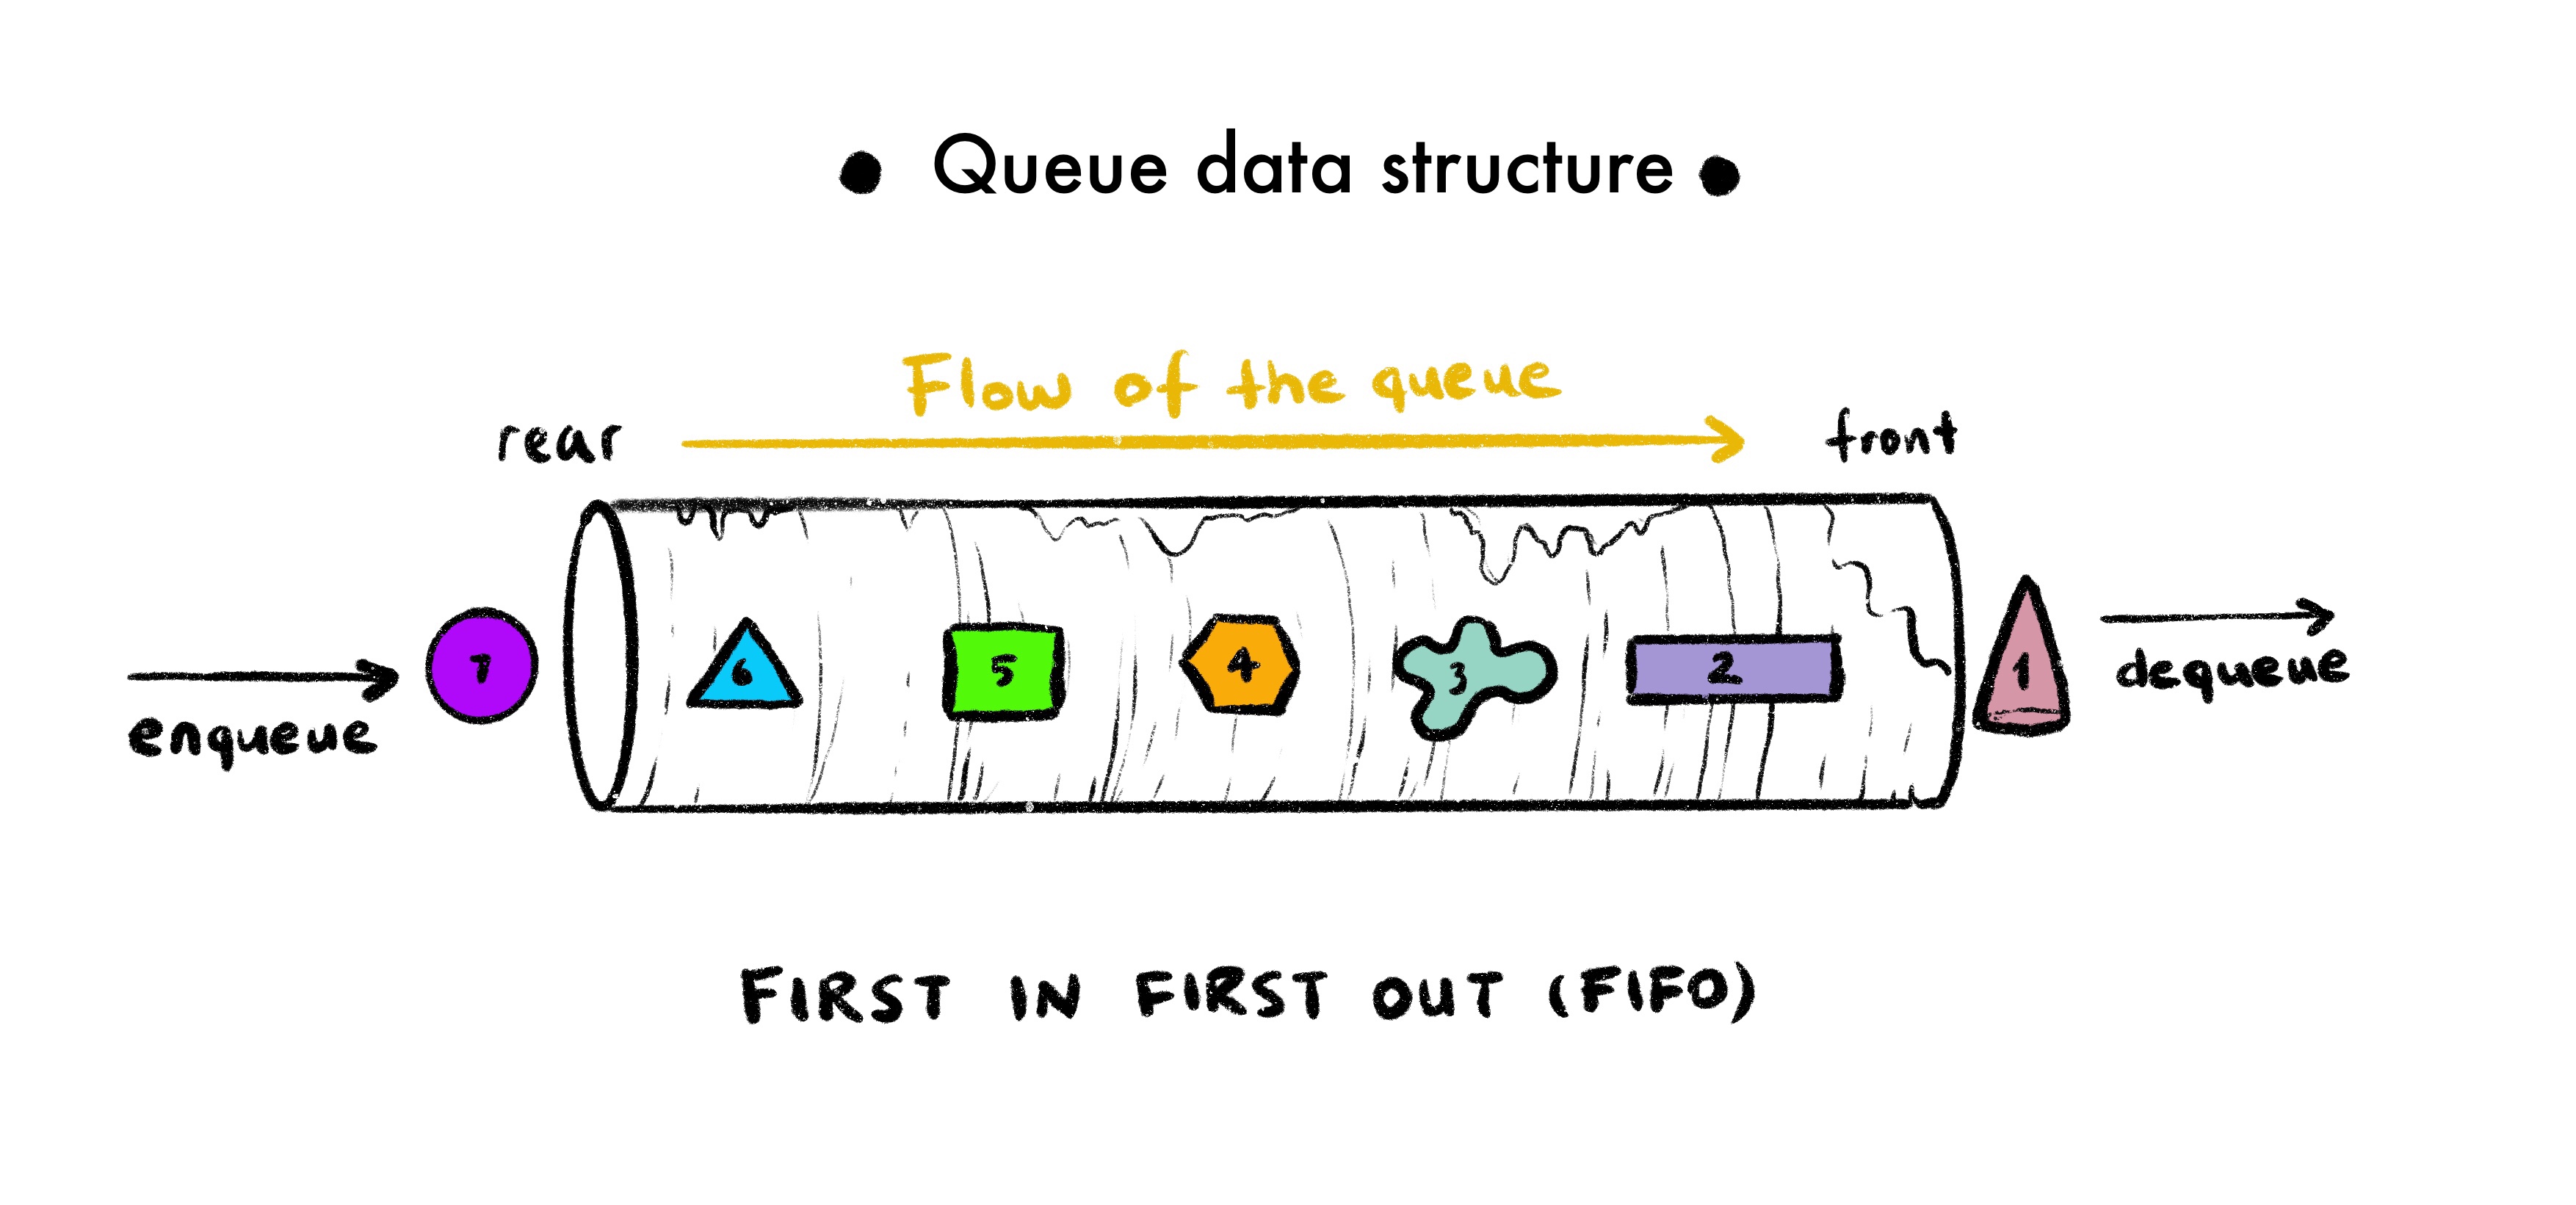 • Queue data structure •
Flow of the queue
rear
front
7
6
5
4
3
2
1
enqueue
dequeue
FIRST IN FIRST OUT (FIFO)